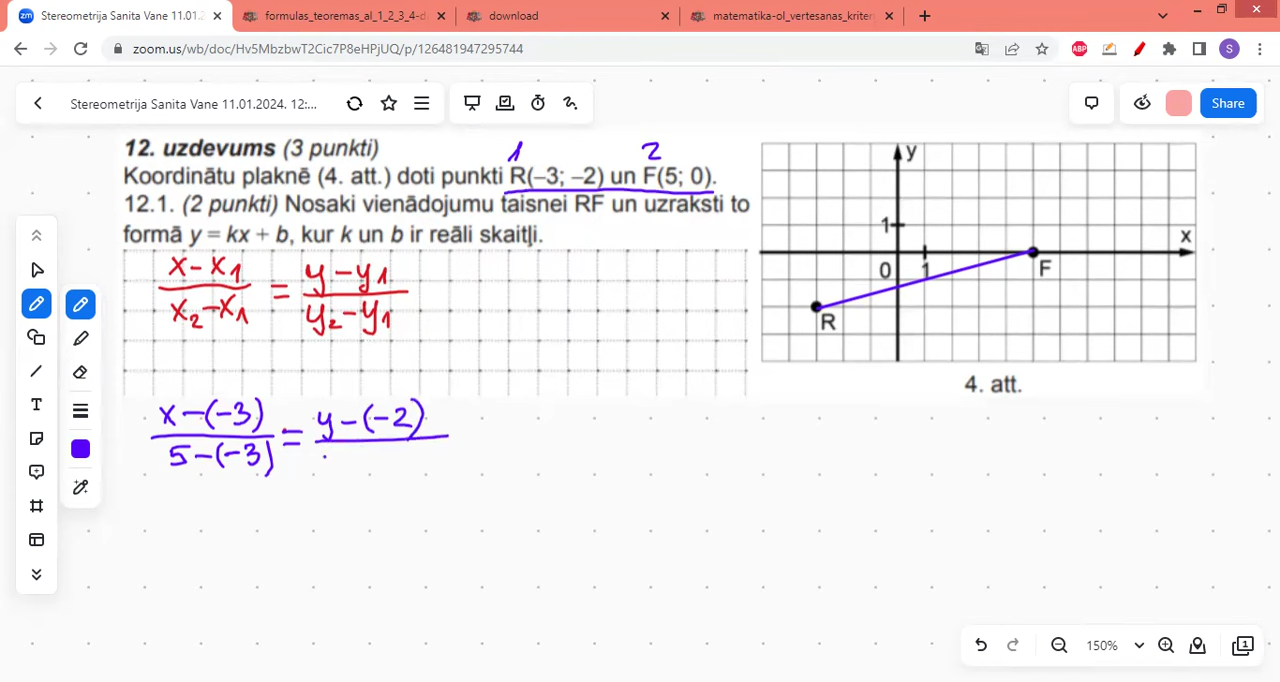 Stereometrija Sanita Vane 11.01.2
formulas_teoremas_al_1_2_3_4-d
download
matematika-ol_vertesanas_kriter
zoom.us/wb/doc/Hv5MbzbwT2Cic7P8eHPjUQ/p/126481947295744
ABP
S
Stereometrija Sanita Vane 11.01.2024. 12:...
Share
12. uzdevums (3 punkti)
1 2
Koordinātu plaknē (4. att.) doti punkti R(–3; –2) un F(5; 0).
12.1. (2 punkti) Nosaki vienādojumu taisnei RF un uzraksti to
formā y = kx + b, kur k un b ir reāli skaitļi.
x-x1 / x2-x1 = y-y1 / y2-y1
x-(-3) / 5-(-3) = y-(-2)
y
1
x
0
1
F
R
4. att.
T
150%
1